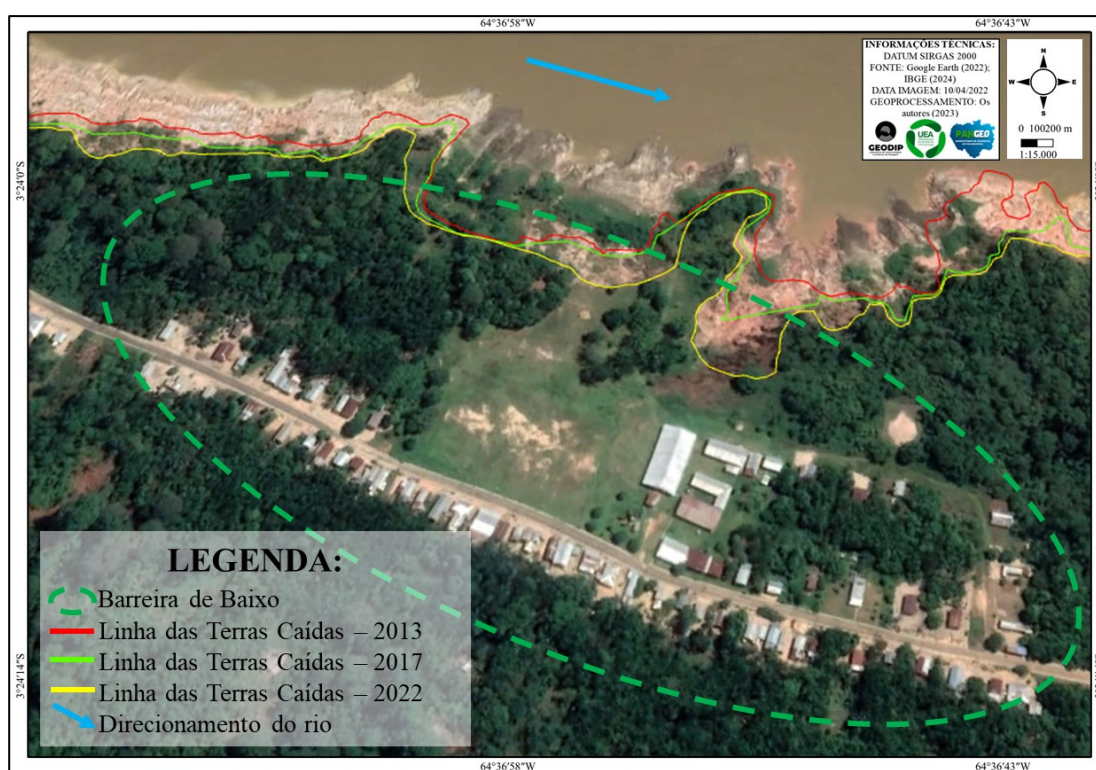 64°36'58"W
64°36'43"W
INFORMAÇÕES TÉCNICAS:
DATUM SIRGAS 2000
FONTE: Google Earth (2022);
IBGE (2024)
DATA IMAGEM: 10/04/2022
GEOPROCESSAMENTO: Os
autores (2023)
GEODIP
UEA
PANGEO
N
W
E
S
0 100200 m
1:15.000
3°24'0"S
3°24'14"S
LEGENDA:
Barreira de Baixo
Linha das Terras Caídas – 2013
Linha das Terras Caídas – 2017
Linha das Terras Caídas – 2022
Direcionamento do rio
64°36'58"W
64°36'43"W